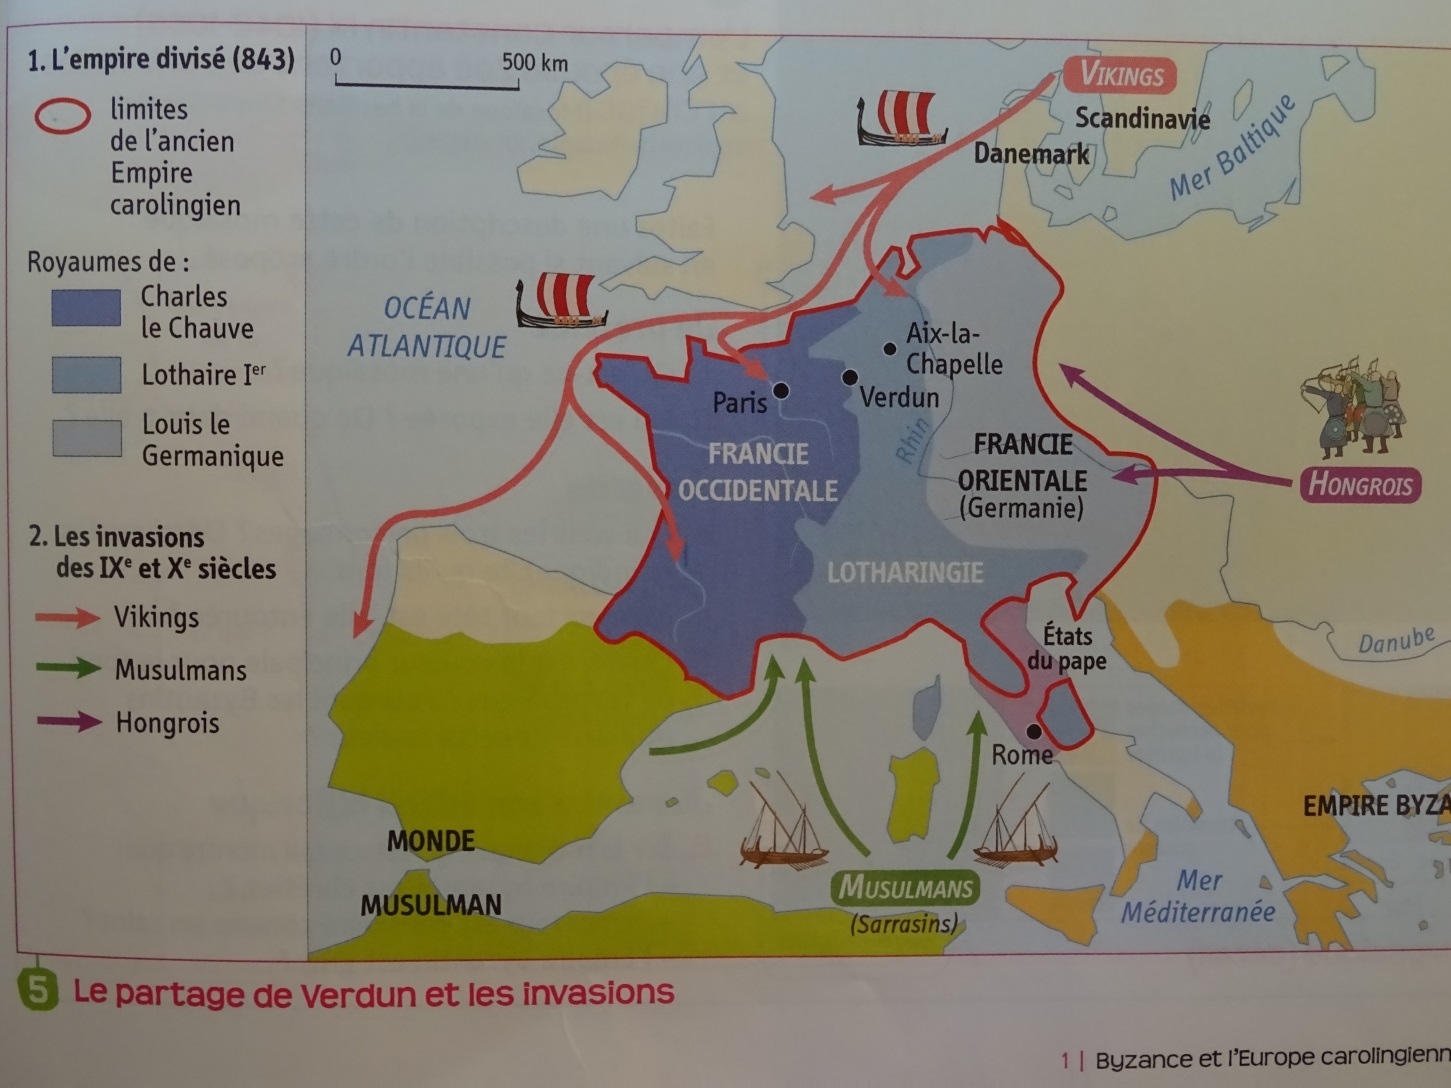 1. L'empire divisé (843)
limites
de l'ancien
Empire
carolingien
Royaumes de :
Charles
le Chauve
Lothaire Ier
Louis le
Germanique
2. Les invasions
des IXe et Xe siècles
Vikings
Musulmans
Hongrois
0 500 km
VIKINGS
Scandinavie
Danemark
Mer Baltique
OCÉAN
ATLANTIQUE
Aix-la-
Chapelle
Paris
Verdun
Rhin
FRANCIE
OCCIDENTALE
FRANCIE
ORIENTALE
(Germanie)
HONGROIS
LOTHARINGIE
États
du pape
Danube
Rome
EMPIRE BYZA
MONDE
MUSULMAN
MUSULMANS
(Sarrasins)
Mer
Méditerranée
5 Le partage de Verdun et les invasions
1 | Byzance et l'Europe carolingienn